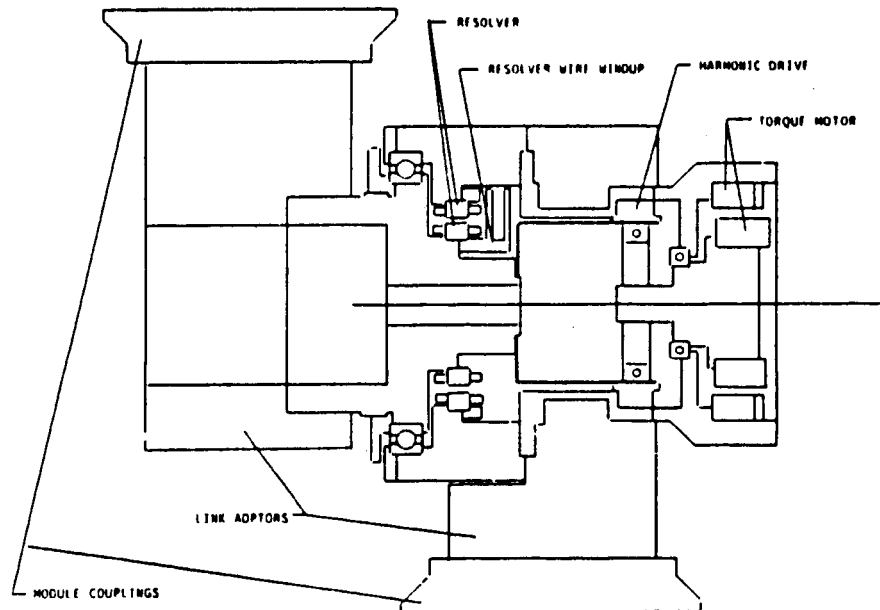 RESOLVER
RESOLVER WIRE WINDUP
HARMONIC DRIVE
TORQUE MOTOR
LINK ADPTORS
MODULE COUPLINGS